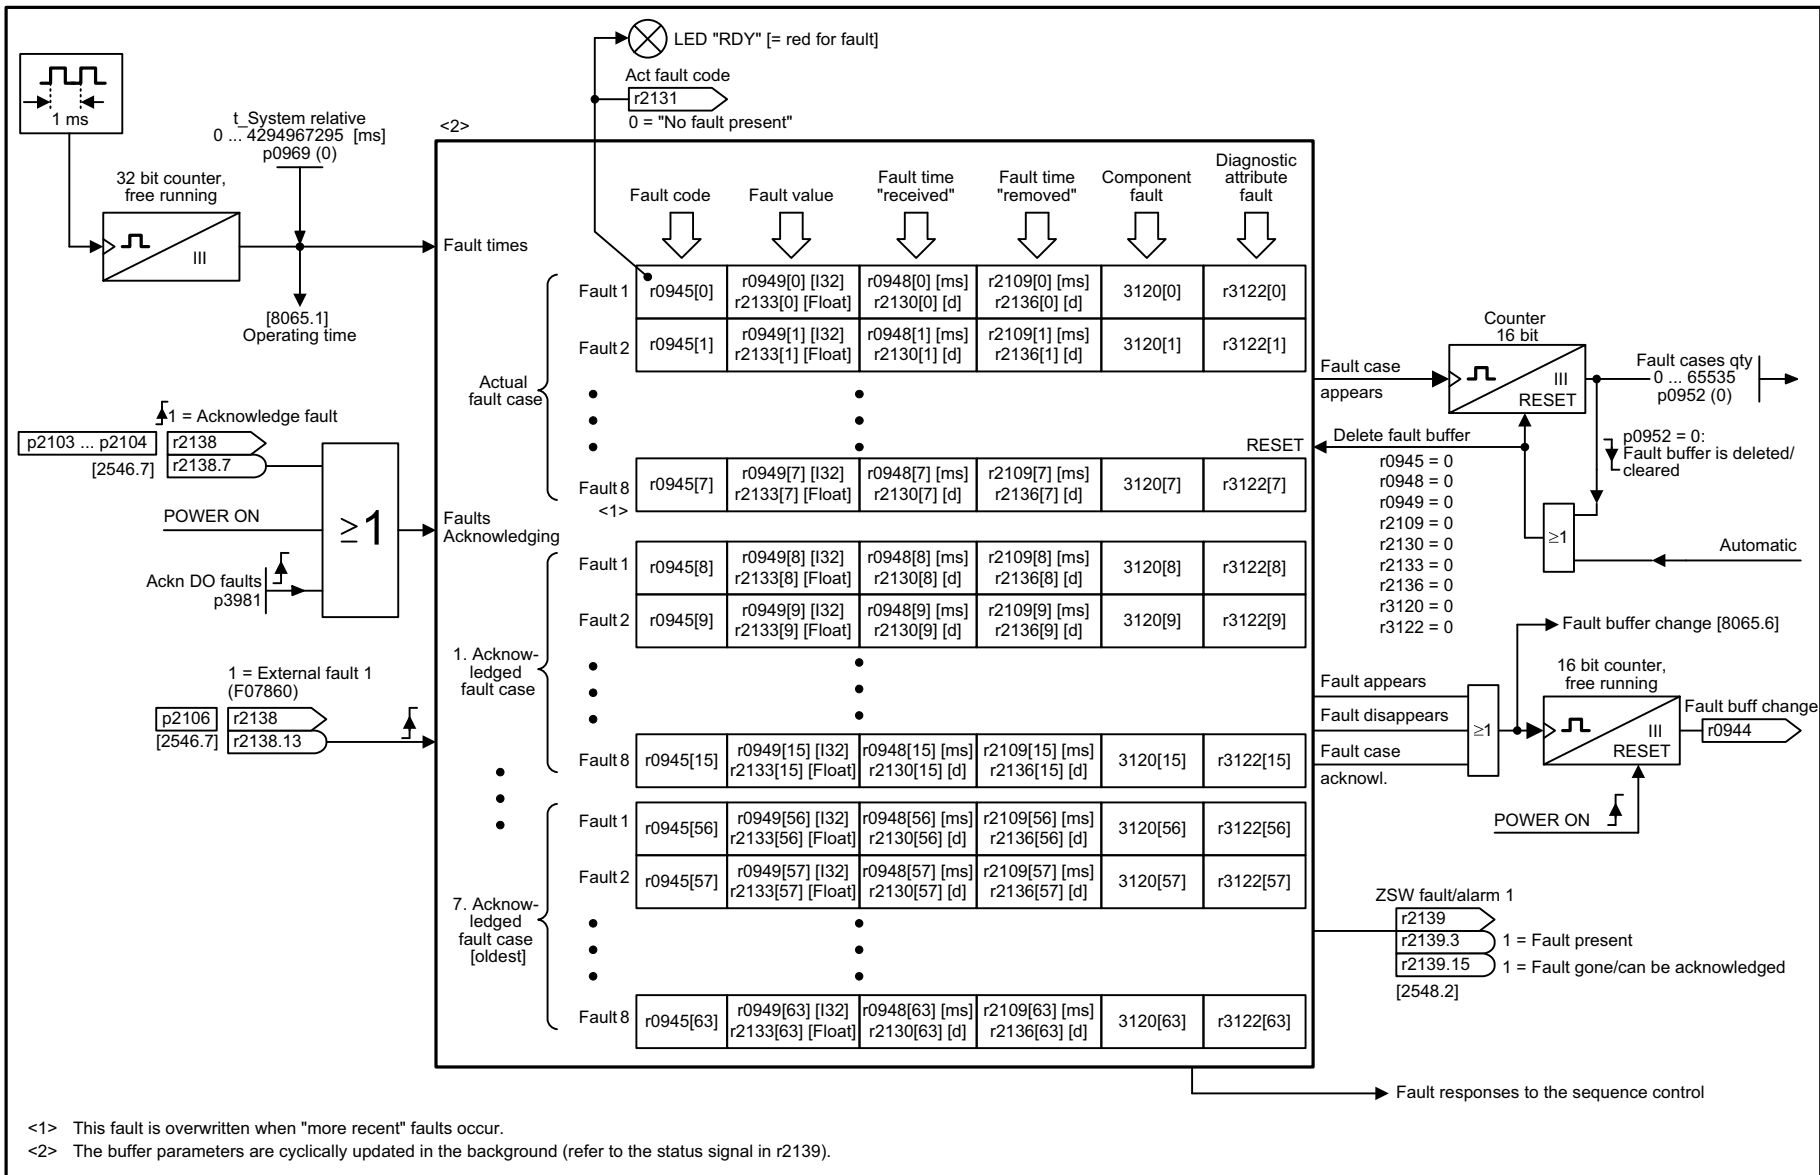 LED "RDY" [= red for fault]
Act fault code
r2131
0 = "No fault present"
1 ms
t_System relative
0 ... 4294967295 [ms]
p0969 (0)
32 bit counter,
free running
III
[8065.1]
Operating time
<2>
Fault times
Fault code
Fault value
Fault time
"received"
Fault time
"removed"
Component
fault
Diagnostic
attribute
fault
Actual
fault case
Fault 1
r0945[0]
r0949[0] [I32]
r2133[0] [Float]
r0948[0] [ms]
r2130[0] [d]
r2109[0] [ms]
r2136[0] [d]
3120[0]
r3122[0]
Fault 2
r0945[1]
r0949[1] [I32]
r2133[1] [Float]
r0948[1] [ms]
r2130[1] [d]
r2109[1] [ms]
r2136[1] [d]
3120[1]
r3122[1]
Fault 8
<1>
r0945[7]
r0949[7] [I32]
r2133[7] [Float]
r0948[7] [ms]
r2130[7] [d]
r2109[7] [ms]
r2136[7] [d]
3120[7]
r3122[7]
1 = Acknowledge fault
p2103 ... p2104
r2138
[2546.7]
r2138.7
POWER ON
≥1
Ackn DO faults
p3981
Faults
Acknowledging
1. Acknow-
ledged
fault case
Fault 1
r0945[8]
r0949[8] [I32]
r2133[8] [Float]
r0948[8] [ms]
r2130[8] [d]
r2109[8] [ms]
r2136[8] [d]
3120[8]
r3122[8]
Fault 2
r0945[9]
r0949[9] [I32]
r2133[9] [Float]
r0948[9] [ms]
r2130[9] [d]
r2109[9] [ms]
r2136[9] [d]
3120[9]
r3122[9]
Fault 8
r0945[15]
r0949[15] [I32]
r2133[15] [Float]
r0948[15] [ms]
r2130[15] [d]
r2109[15] [ms]
r2136[15] [d]
3120[15]
r3122[15]
1 = External fault 1
(F07860)
p2106
r2138
[2546.7]
r2138.13
7. Acknow-
ledged
fault case
[oldest]
Fault 1
r0945[56]
r0949[56] [I32]
r2133[56] [Float]
r0948[56] [ms]
r2130[56] [d]
r2109[56] [ms]
r2136[56] [d]
3120[56]
r3122[56]
Fault 2
r0945[57]
r0949[57] [I32]
r2133[57] [Float]
r0948[57] [ms]
r2130[57] [d]
r2109[57] [ms]
r2136[57] [d]
3120[57]
r3122[57]
Fault 8
r0945[63]
r0949[63] [I32]
r2133[63] [Float]
r0948[63] [ms]
r2130[63] [d]
r2109[63] [ms]
r2136[63] [d]
3120[63]
r3122[63]
Fault case
appears
Counter
16 bit
III
RESET
Fault cases qty
0 ... 65535
p0952 (0)
RESET
Delete fault buffer
r0945 = 0
r0948 = 0
r0949 = 0
r2109 = 0
r2130 = 0
r2133 = 0
r2136 = 0
r3120 = 0
r3122 = 0
p0952 = 0:
Fault buffer is deleted/
cleared
≥1
Automatic
Fault buffer change [8065.6]
Fault appears
Fault disappears
Fault case
acknowl.
≥1
16 bit counter,
free running
III
RESET
Fault buff change
r0944
POWER ON
ZSW fault/alarm 1
r2139
r2139.3
1 = Fault present
r2139.15
1 = Fault gone/can be acknowledged
[2548.2]
Fault responses to the sequence control
<1> This fault is overwritten when "more recent" faults occur.
<2> The buffer parameters are cyclically updated in the background (refer to the status signal in r2139).